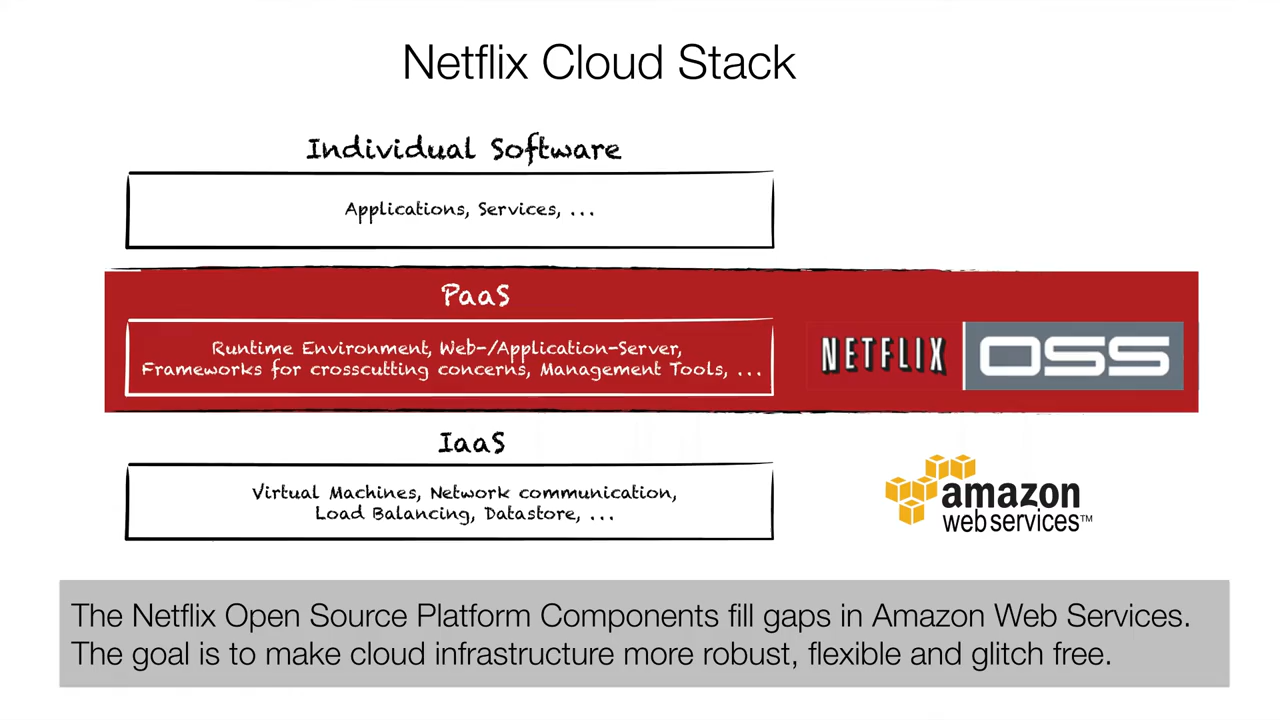 Netflix Cloud Stack
Individual Software
Applications, Services, ...
PaaS
Runtime Environment, Web-/Application-Server,
Frameworks for crosscutting concerns, Management Tools, ...
NETFLIX OSS
IaaS
Virtual Machines, Network communication,
Load Balancing, Datastore, ...
amazon
web services™
The Netflix Open Source Platform Components fill gaps in Amazon Web Services.
The goal is to make cloud infrastructure more robust, flexible and glitch free.